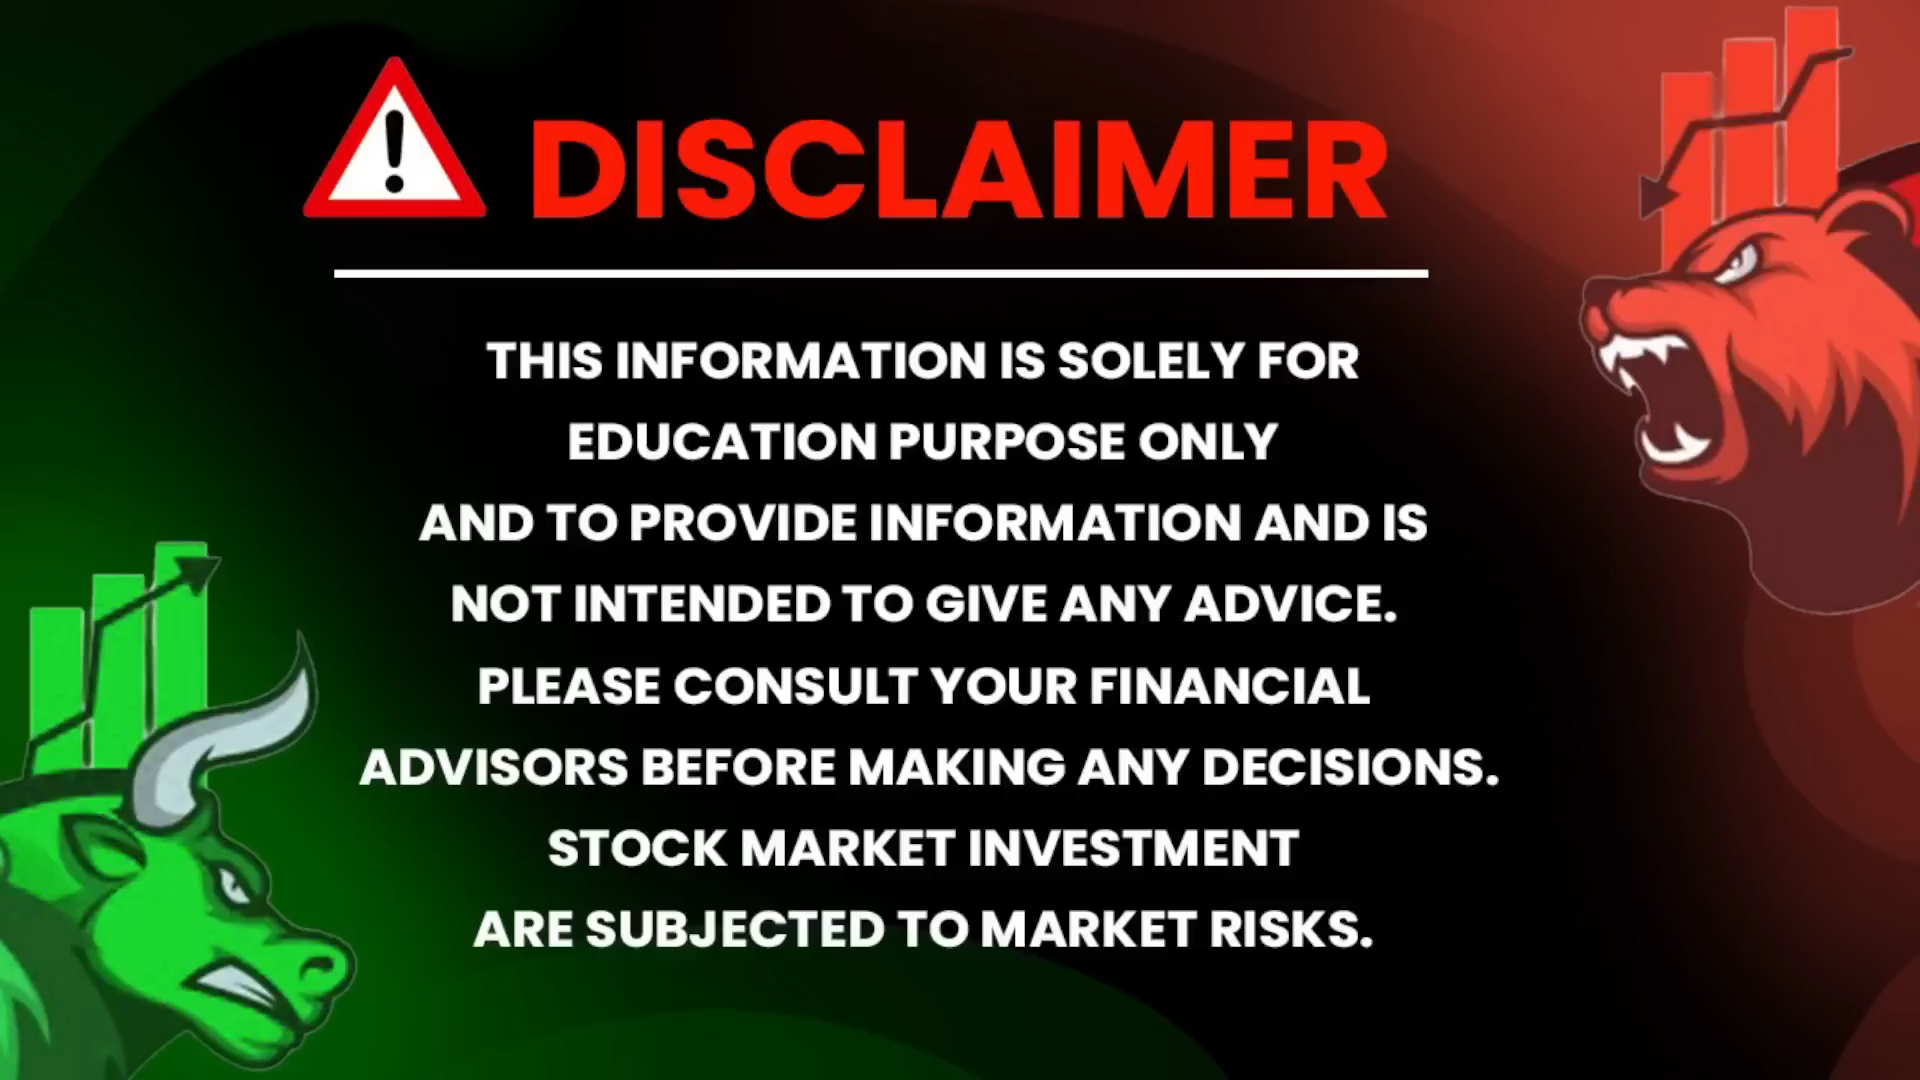 DISCLAIMER
THIS INFORMATION IS SOLELY FOR
EDUCATION PURPOSE ONLY
AND TO PROVIDE INFORMATION AND IS
NOT INTENDED TO GIVE ANY ADVICE.
PLEASE CONSULT YOUR FINANCIAL
ADVISORS BEFORE MAKING ANY DECISIONS.
STOCK MARKET INVESTMENT
ARE SUBJECTED TO MARKET RISKS.